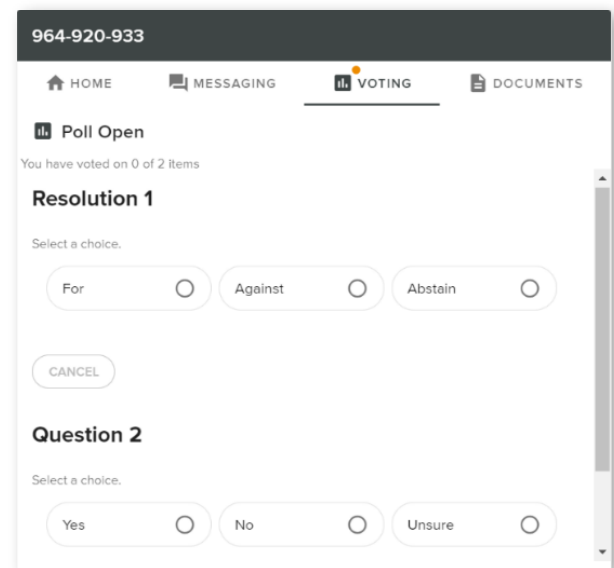 964-920-933
HOME MESSAGING VOTING DOCUMENTS
Poll Open
You have voted on 0 of 2 items
Resolution 1
Select a choice.
For Against Abstain
CANCEL
Question 2
Select a choice.
Yes No Unsure